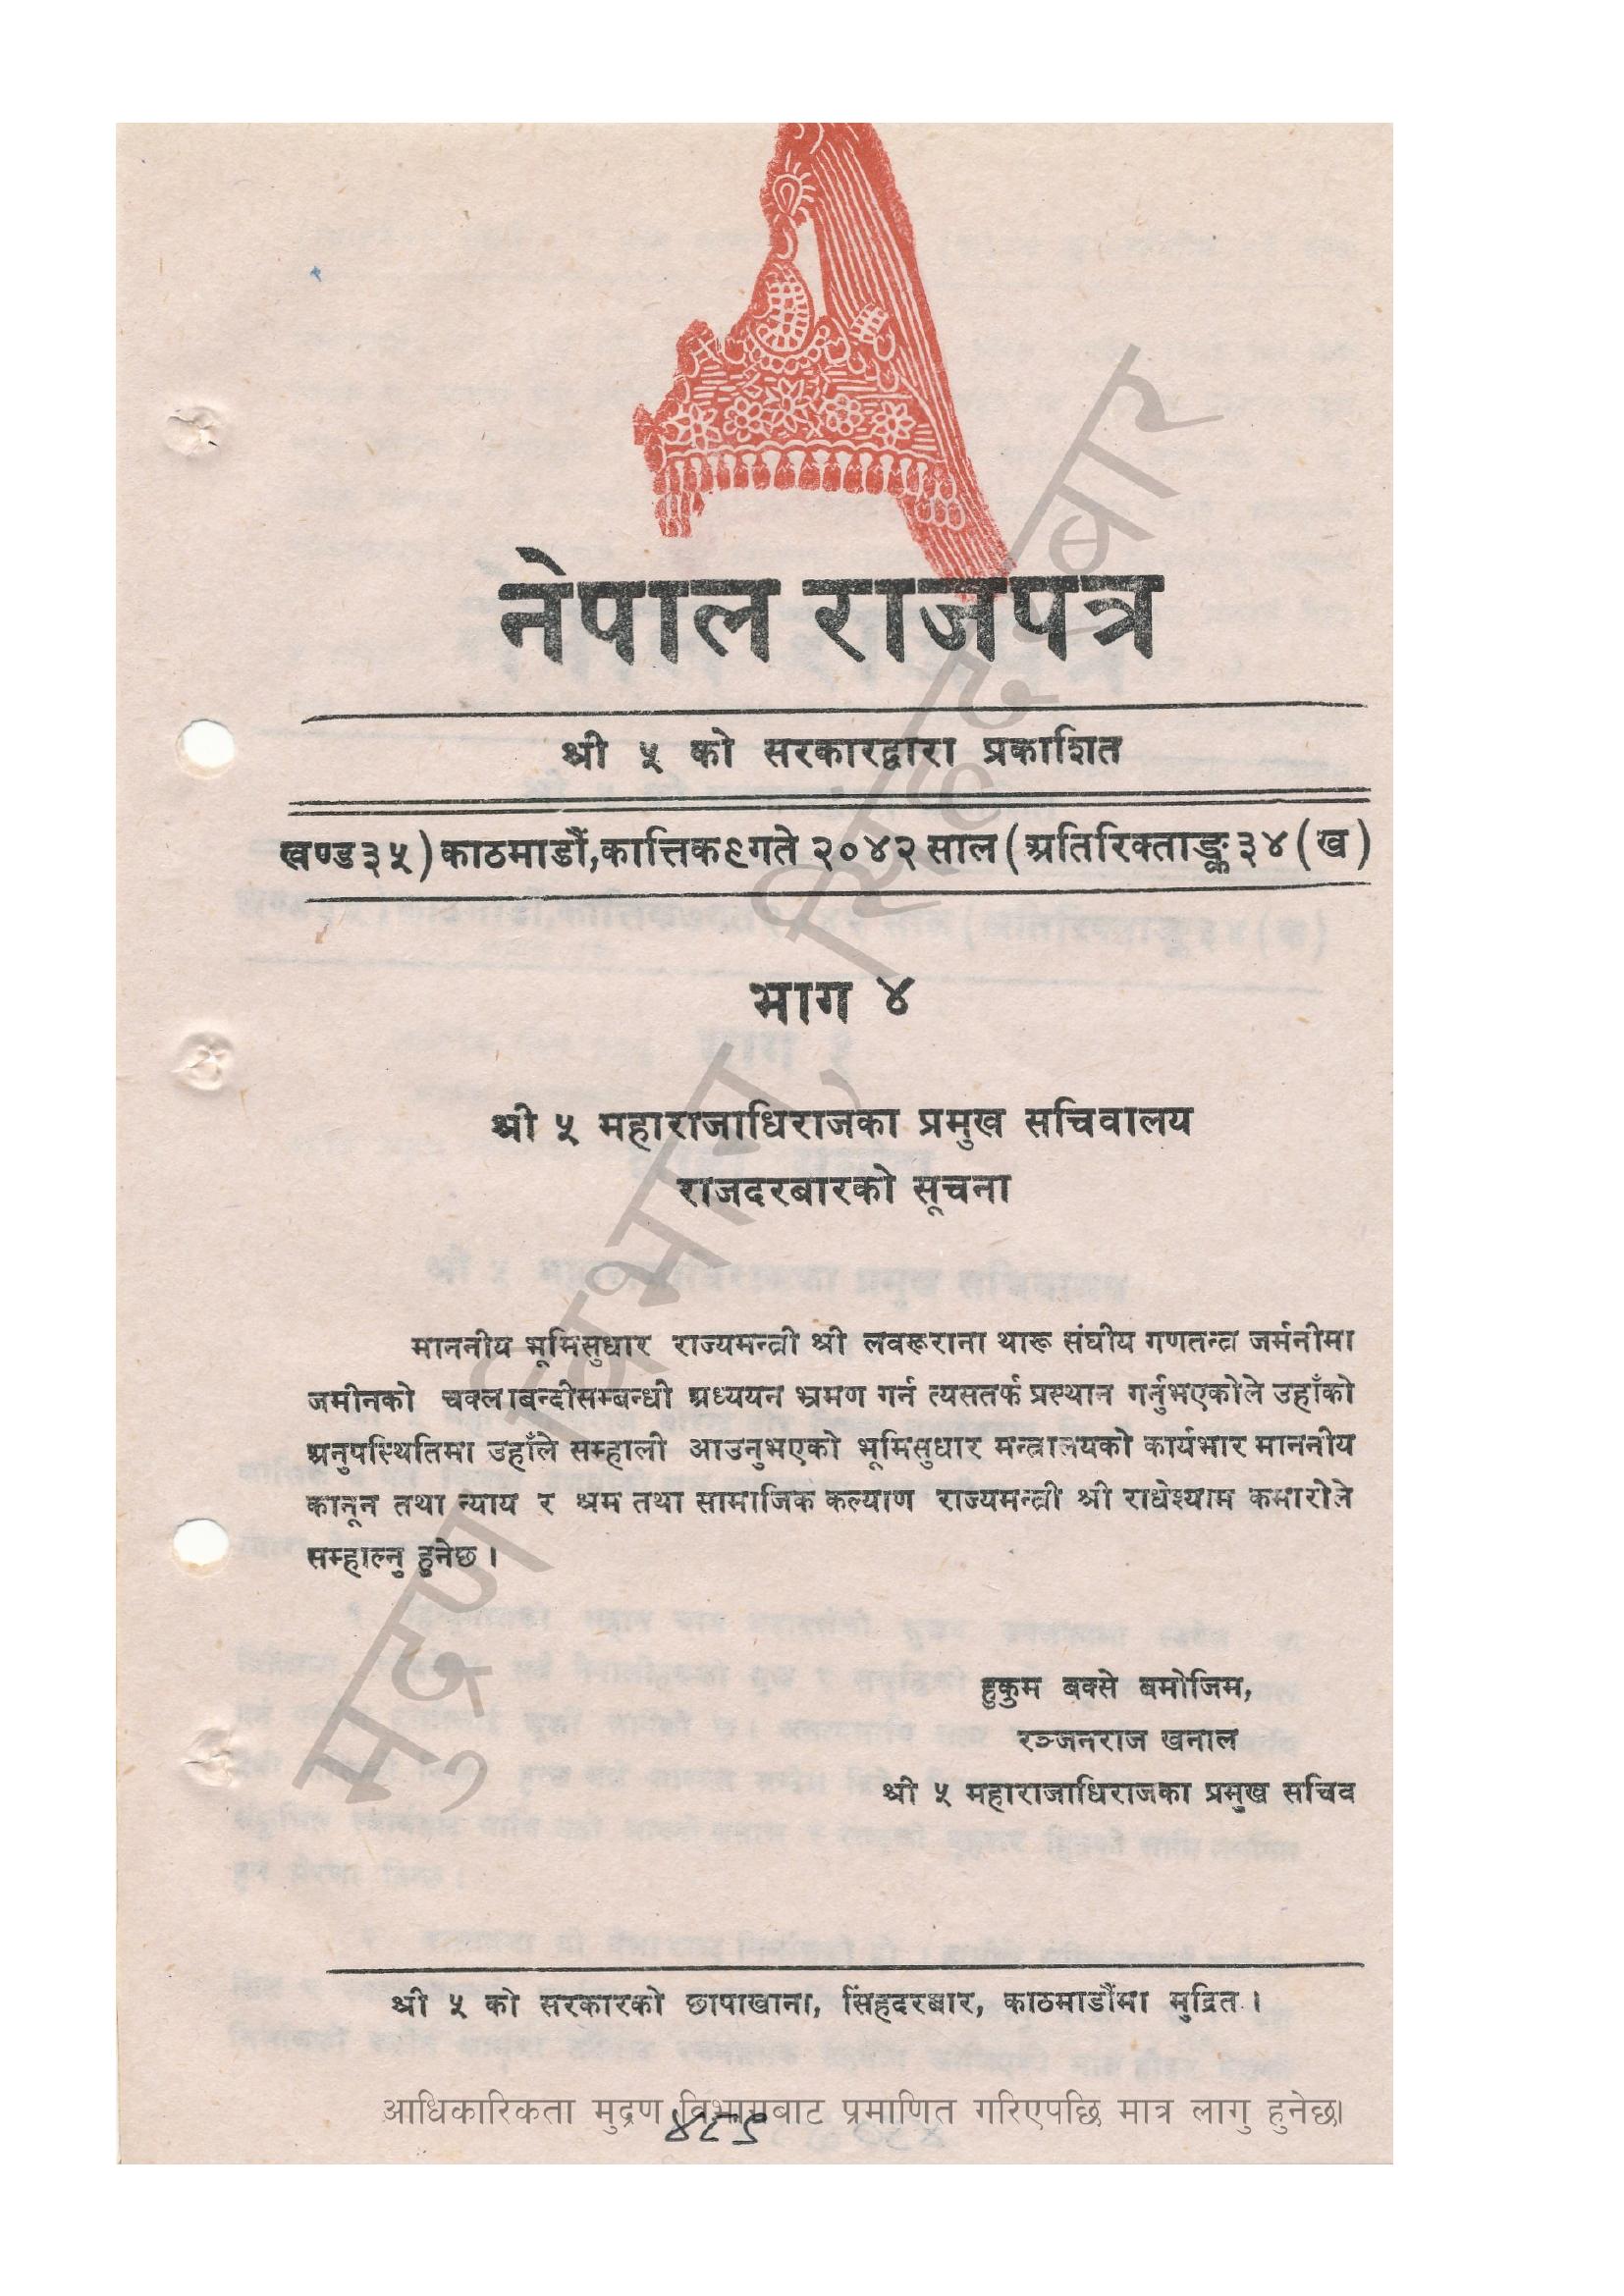 नेपाल राजपत्र
श्री ५ को सरकारद्वारा प्रकाशित
खण्ड ३५) काठमाडौं, कात्तिक ९ गते २०४२ साल (अतिरिक्ताङ्क ३४ (ख)
भाग ४
श्री ५ महाराजाधिराजका प्रमुख सचिवालय
राजदरबारको सूचना
माननीय भूमिसुधार राज्यमन्त्री श्री लवरूराना थारू संघीय गणतन्त्र जर्मनीमा
जमीनको चक्लाबन्दीसम्बन्धी अध्ययन भ्रमण गर्न त्यसतर्फ प्रस्थान गर्नुभएकोले उहाँको
अनुपस्थितिमा उहाँले सम्हाली आउनुभएको भूमिसुधार मन्त्रालयको कार्यभार माननीय
कानून तथा न्याय र श्रम तथा सामाजिक कल्याण राज्यमन्त्री श्री राधेश्याम कमारीले
सम्हाल्नु हुनेछ ।
हुकुम बक्से बमोजिम,
रञ्जनराज खनाल
श्री ५ महाराजाधिराजका प्रमुख सचिव
श्री ५ को सरकारको छापाखाना, सिंहदरबार, काठमाडौंमा मुद्रित ।
आधिकारिकता मुद्रण विभागबाट प्रमाणित गरिएपछि मात्र लागु हुनेछ।
मुद्रण विभाग, सिंहदरबार